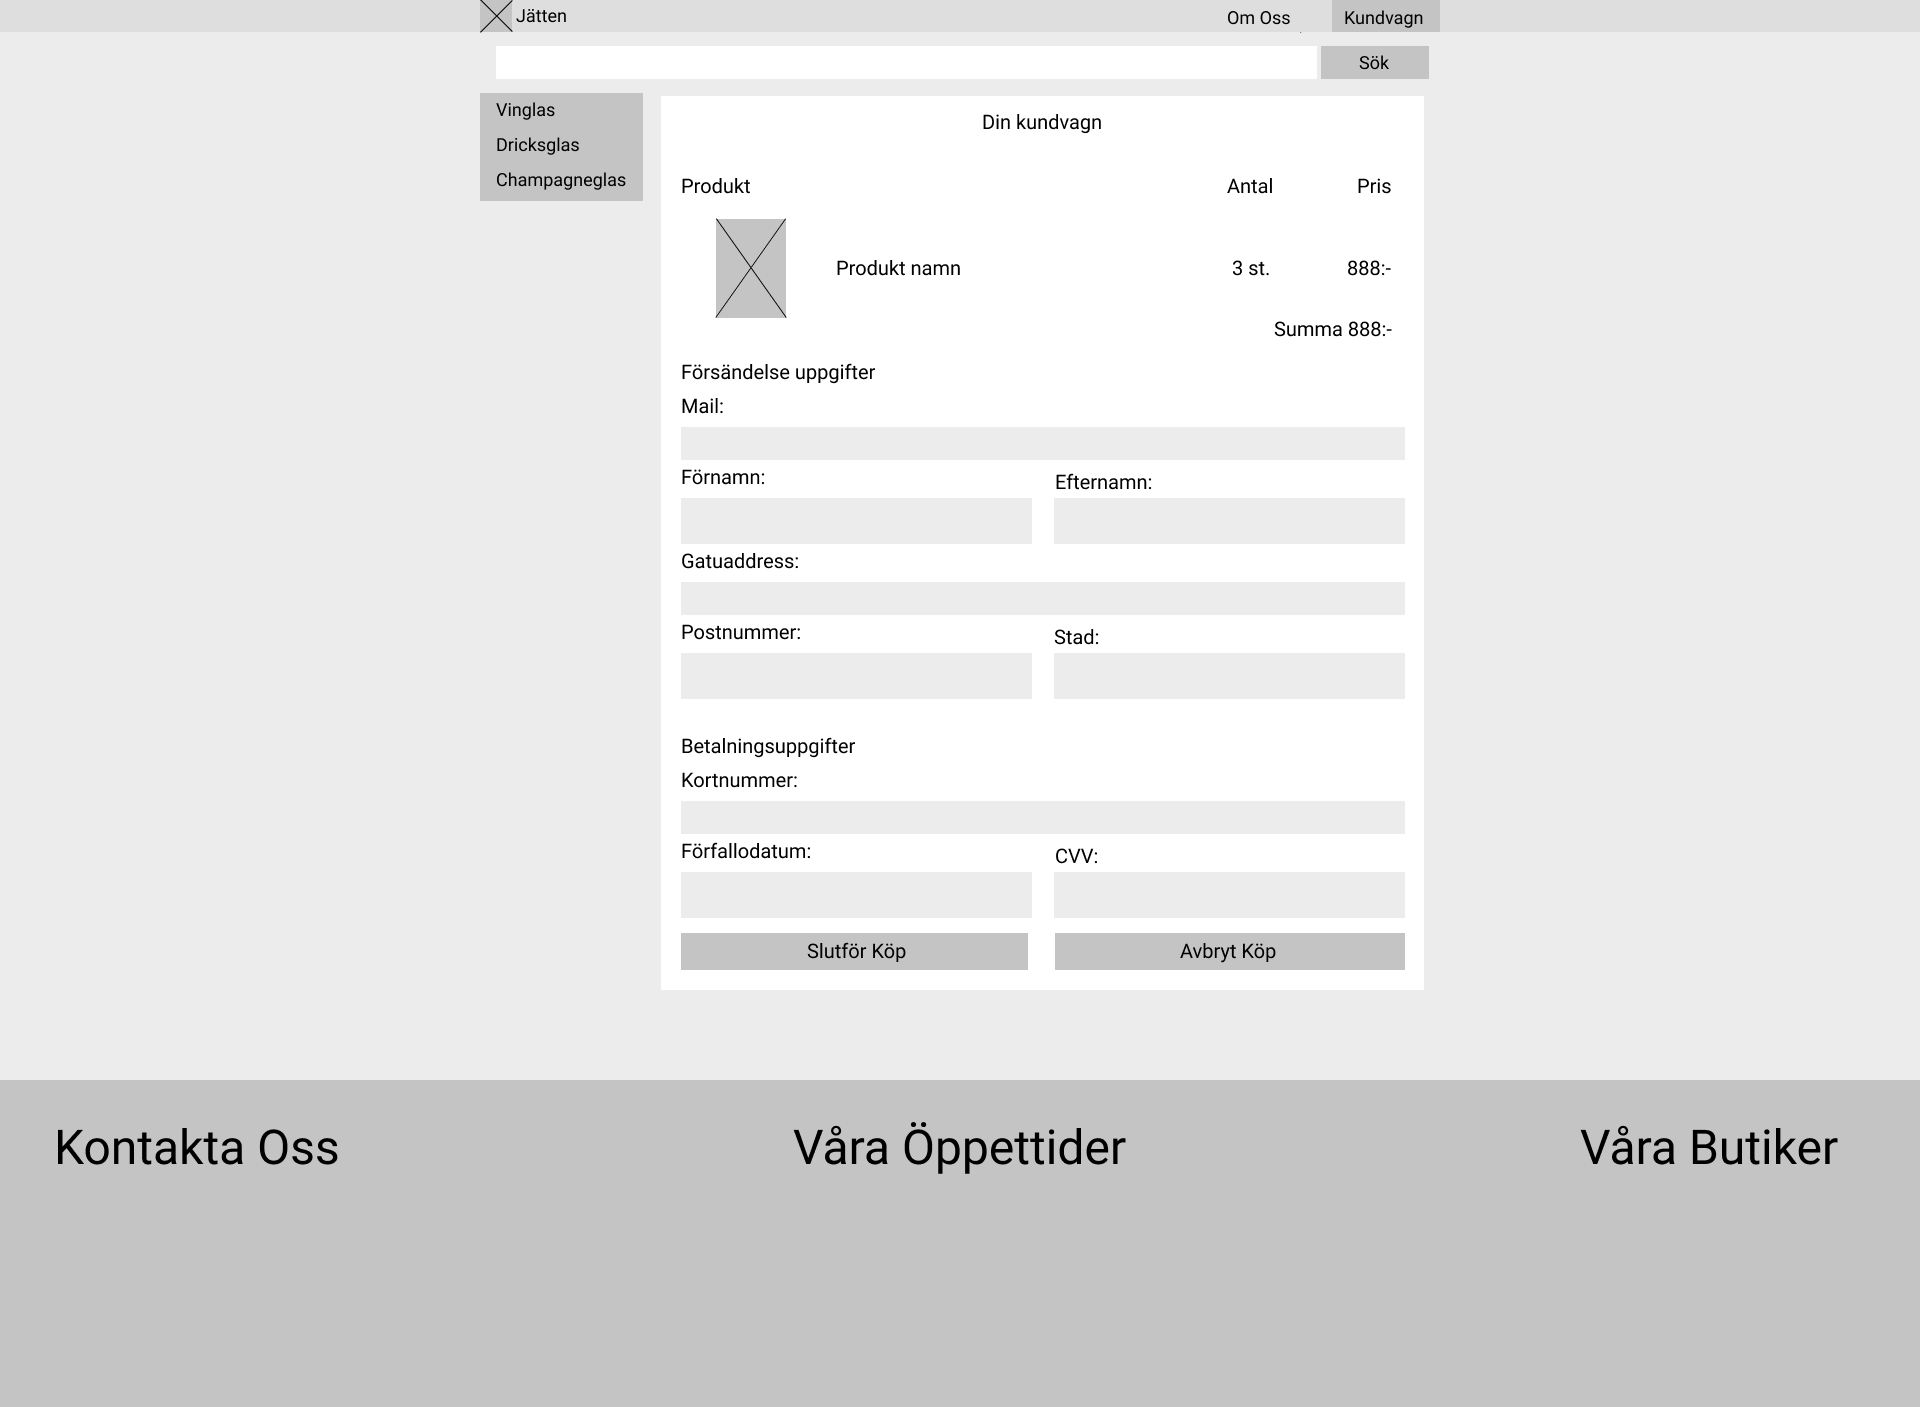 Jätten
Om Oss
Kundvagn
Sök
Vinglas
Dricksglas
Champagneglas
Din kundvagn
Produkt Antal Pris
Produkt namn 3 st. 888:-
Summa 888:-
Försändelse uppgifter
Mail:
Förnamn:
Efternamn:
Gatuaddress:
Postnummer:
Stad:
Betalningsuppgifter
Kortnummer:
Förfallodatum:
CVV:
Slutför Köp
Avbryt Köp
Kontakta Oss
Våra Öppettider
Våra Butiker